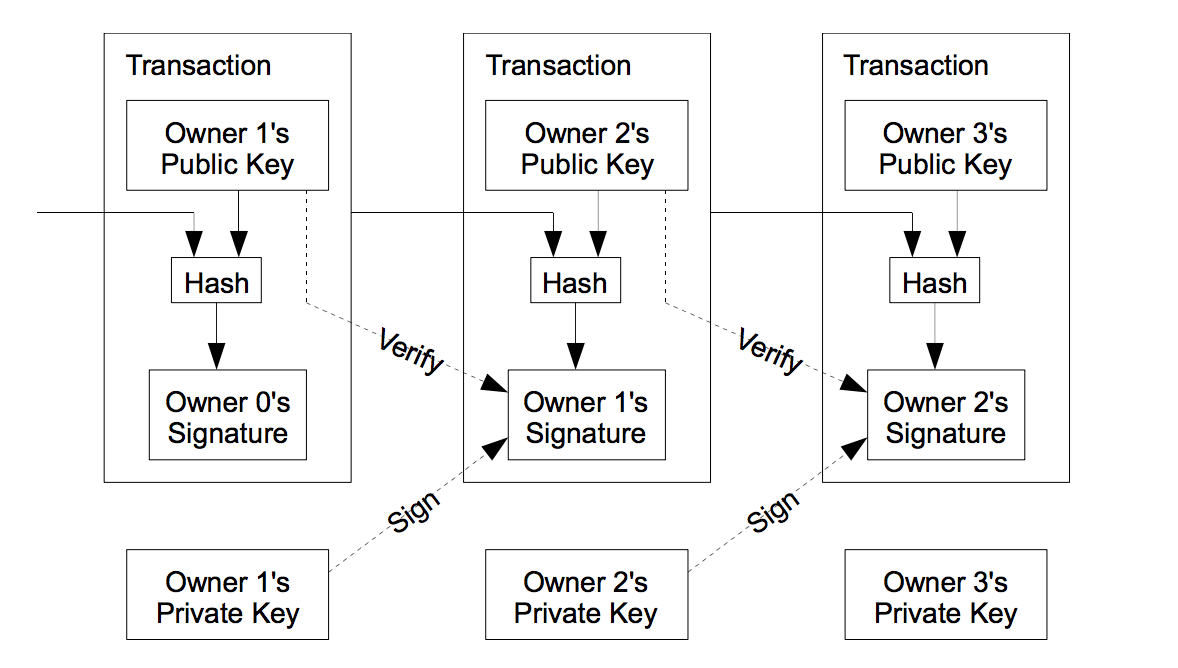 Transaction
Owner 1's
Public Key
Hash
Owner 0's
Signature
Transaction
Owner 2's
Public Key
Hash
Verify
Owner 1's
Signature
Transaction
Owner 3's
Public Key
Hash
Verify
Owner 2's
Signature
Sign
Sign
Owner 1's
Private Key
Owner 2's
Private Key
Owner 3's
Private Key